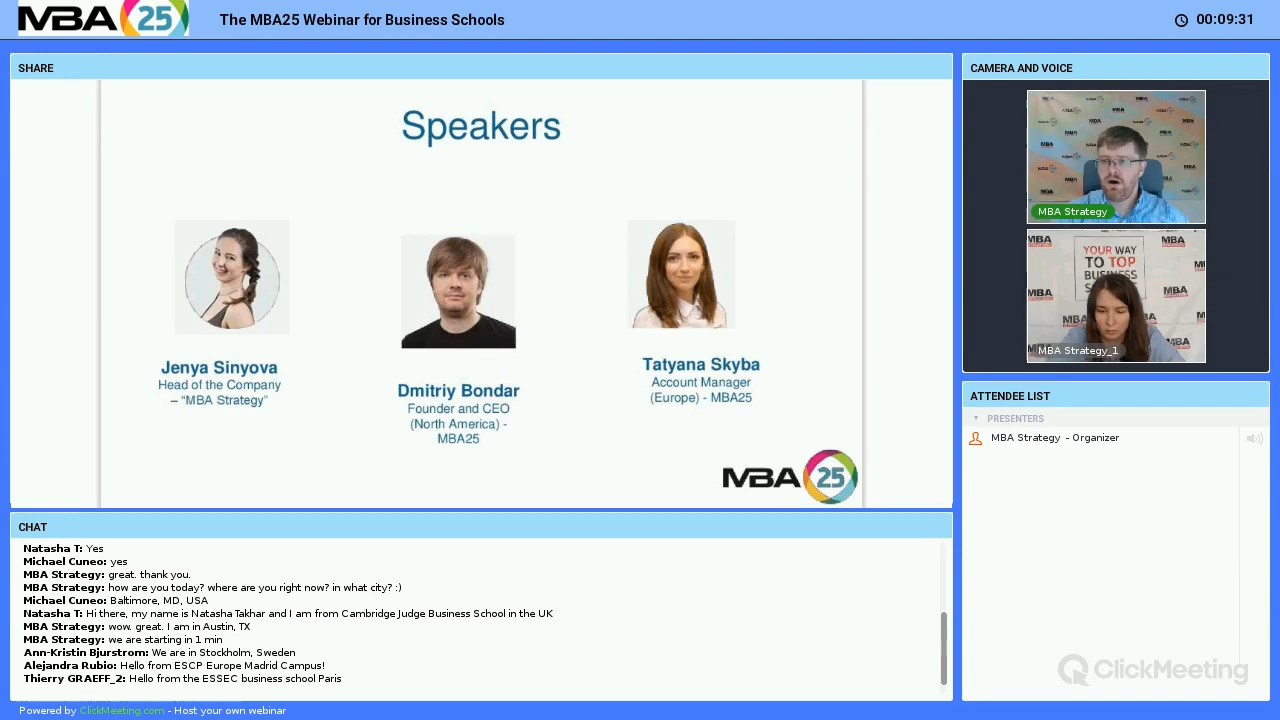 MBA 25
The MBA25 Webinar for Business Schools
00:09:31
SHARE
Speakers
Jenya Sinyova
Head of the Company
– “MBA Strategy”
Dmitriy Bondar
Founder and CEO
(North America) -
MBA25
Tatyana Skyba
Account Manager
(Europe) - MBA25
MBA 25
CAMERA AND VOICE
MBA Strategy
YOUR WAY
TO TOP
BUSINESS
MBA Strategy_1
ATTENDEE LIST
PRESENTERS
MBA Strategy - Organizer
CHAT
Natasha T: Yes
Michael Cuneo: yes
MBA Strategy: great. thank you.
MBA Strategy: how are you today? where are you right now? in what city? :)
Michael Cuneo: Baltimore, MD, USA
Natasha T: Hi there, my name is Natasha Takhar and I am from Cambridge Judge Business School in the UK
MBA Strategy: wow. great. I am in Austin, TX
MBA Strategy: we are starting in 1 min
Ann-Kristin Bjurstrom: We are in Stockholm, Sweden
Alejandra Rubio: Hello from ESCP Europe Madrid Campus!
Thierry GRAEFF_2: Hello from the ESSEC business school Paris
ClickMeeting
Powered by ClickMeeting.com - Host your own webinar